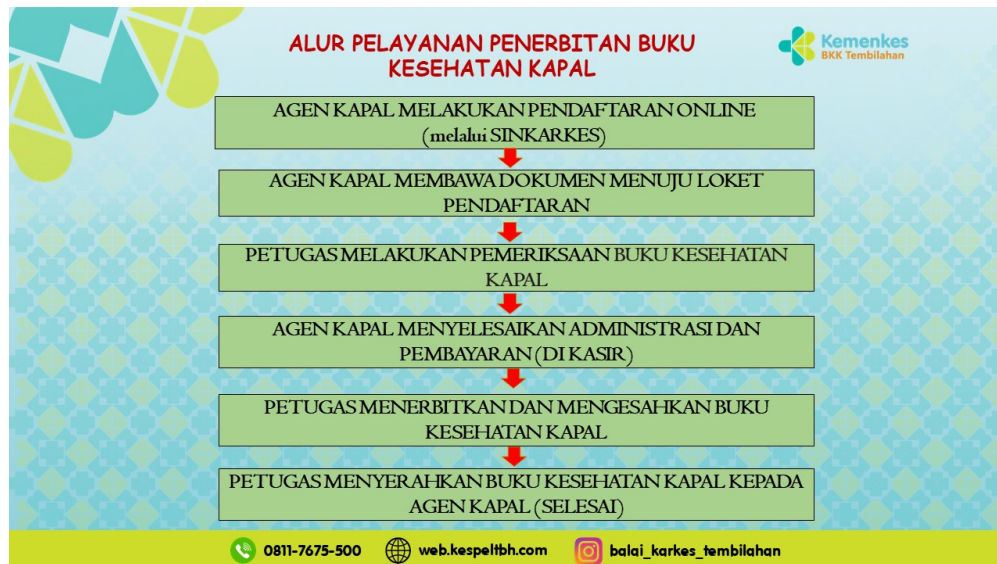 ALUR PELAYANAN PENERBITAN BUKU
KESEHATAN KAPAL
Kemenkes
BKK Tembilahan
AGEN KAPAL MELAKUKAN PENDAFTARAN ONLINE
(melalui SINKARKES)
AGEN KAPAL MEMBAWA DOKUMEN MENUJU LOKET
PENDAFTARAN
PETUGAS MELAKUKAN PEMERIKSAAN BUKU KESEHATAN
KAPAL
AGEN KAPAL MENYELESAIKAN ADMINISTRASI DAN
PEMBAYARAN (DI KASIR)
PETUGAS MENERBITKAN DAN MENGESAHKAN BUKU
KESEHATAN KAPAL
PETUGAS MENYERAHKAN BUKU KESEHATAN KAPAL KEPADA
AGEN KAPAL (SELESAI)
0811-7675-500 web.kespeltbh.com balai_karkes_tembilahan